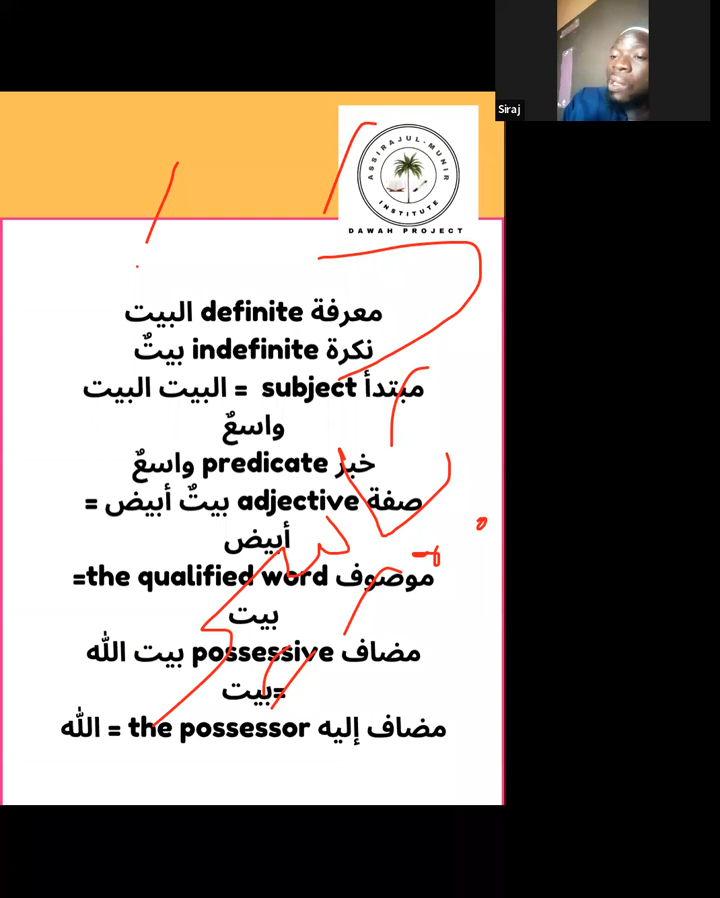 Siraj
ASSIRAJUL-MUNIR
INSTITUTE
DAWAH PROJECT
معرفة definite البيت
نكرة indefinite بيتٌ
مبتدأ subject = البيت البيت
واسعٌ
خبر predicate واسعٌ
صفة adjective بيتٌ أبيض =
أبيض
موصوف the qualified word=
بيت
مضاف possessive بيت الله
=بيت
مضاف إليه the possessor = الله